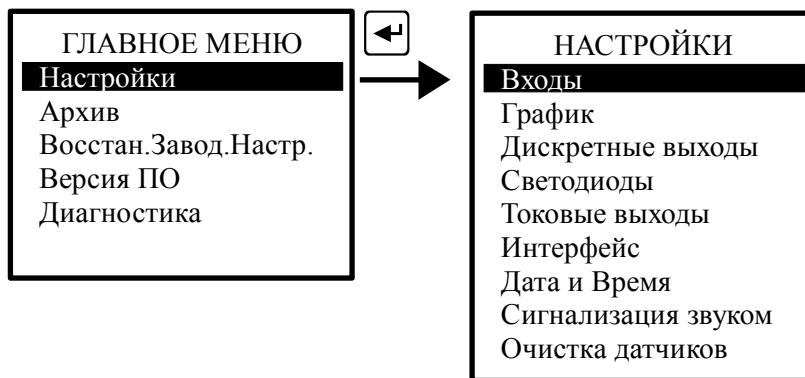 ГЛАВНОЕ МЕНЮ
Настройки
Архив
Восстан.Завод.Настр.
Версия ПО
Диагностика
НАСТРОЙКИ
Входы
График
Дискретные выходы
Светодиоды
Токовые выходы
Интерфейс
Дата и Время
Сигнализация звуком
Очистка датчиков